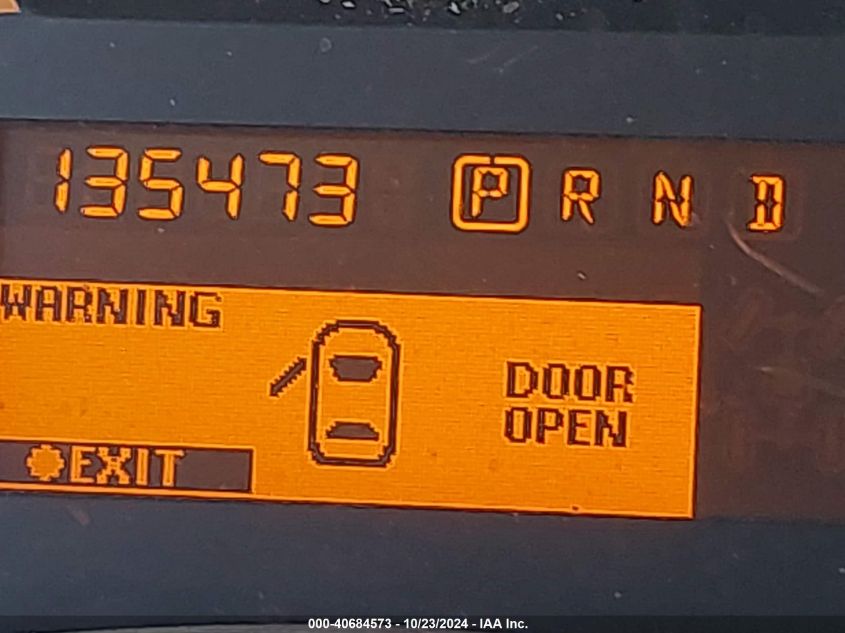 135473 P R N D
WARNING
DOOR
OPEN
EXIT
000-40684573 - 10/23/2024 - IAA Inc.